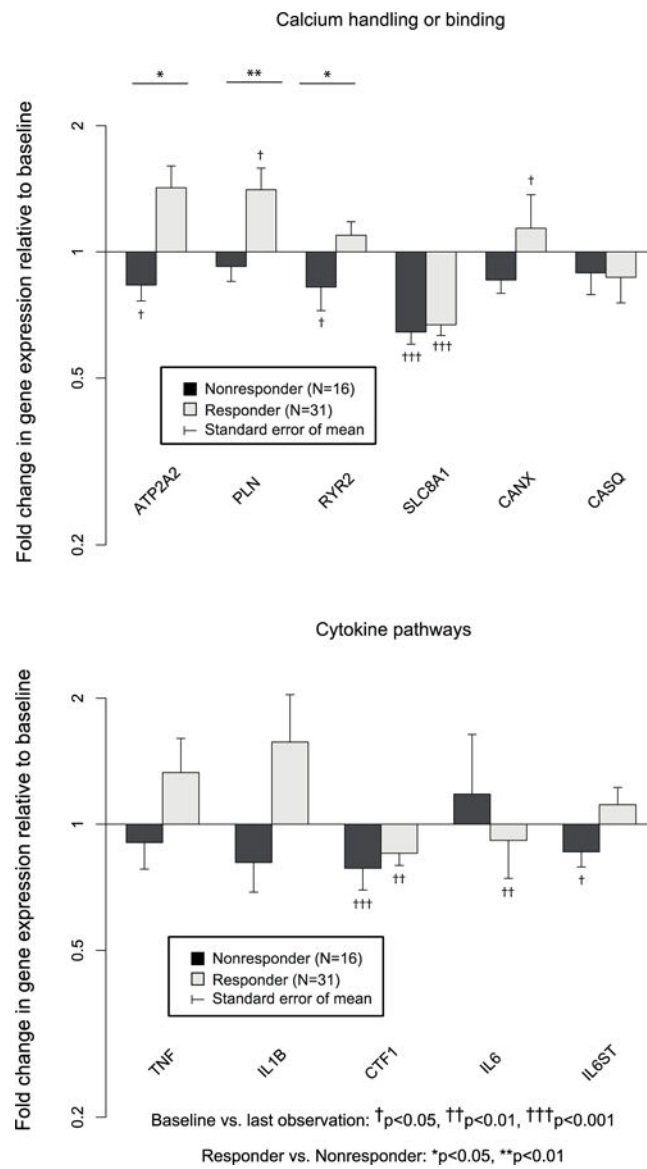 Calcium handling or binding
* ** *
Fold change in gene expression relative to baseline
2
1
0.5
0.2
† † † † ††† †††
Nonresponder (N=16)
Responder (N=31)
Standard error of mean
ATP2A2 PLN RYR2 SLC8A1 CANX CASQ
Cytokine pathways
Fold change in gene expression relative to baseline
2
1
0.5
0.2
††† †† †† †
Nonresponder (N=16)
Responder (N=31)
Standard error of mean
TNF IL1B CTF1 IL6 IL6ST
Baseline vs. last observation: †p<0.05, ††p<0.01, †††p<0.001
Responder vs. Nonresponder: *p<0.05, **p<0.01